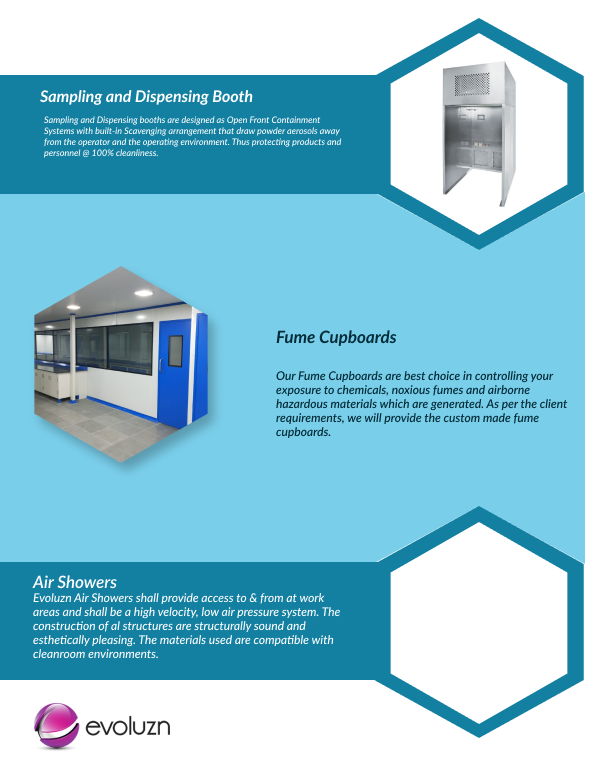 Sampling and Dispensing Booth
Sampling and Dispensing booths are designed as Open Front Containment
Systems with built-in Scavenging arrangement that draw powder aerosols away
from the operator and the operating environment. Thus protecting products and
personnel @ 100% cleanliness.
Fume Cupboards
Our Fume Cupboards are best choice in controlling your
exposure to chemicals, noxious fumes and airborne
hazardous materials which are generated. As per the client
requirements, we will provide the custom made fume
cupboards.
Air Showers
Evoluzn Air Showers shall provide access to & from at work
areas and shall be a high velocity, low air pressure system. The
construction of al structures are structurally sound and
esthetically pleasing. The materials used are compatible with
cleanroom environments.
evoluzn